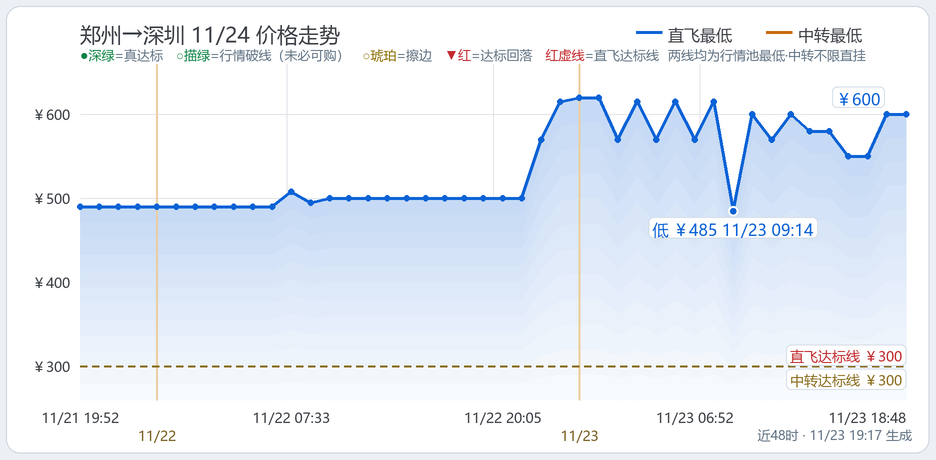 郑州→深圳 11/24 价格走势
直飞最低 中转最低
●深绿=真达标 ○描绿=行情破线（未必可购） ○琥珀=擦边 ▼红=达标回落 红虚线=直飞达标线 两线均为行情池最低·中转不限直挂
¥600
¥600
¥500
低 ¥485 11/23 09:14
¥400
直飞达标线 ¥300
¥300
中转达标线 ¥300
11/21 19:52 11/22 07:33 11/22 20:05 11/23 06:52 11/23 18:48
11/22 11/23 近48时 · 11/23 19:17 生成